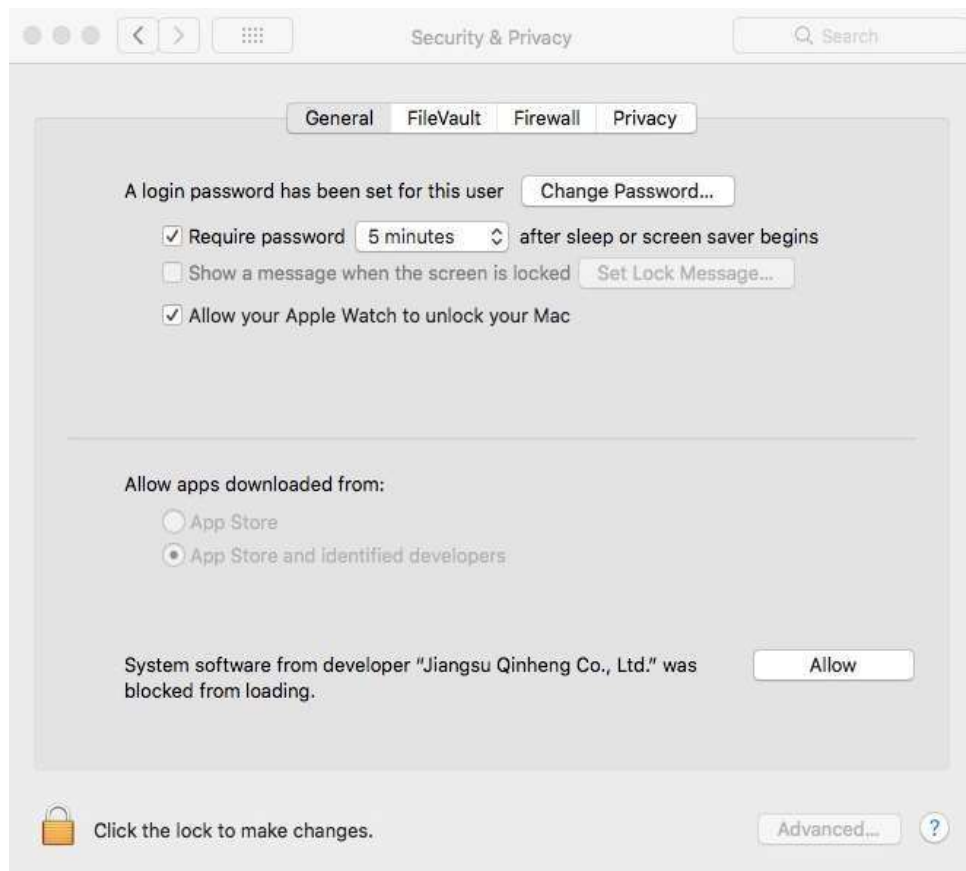 Security & Privacy
Search
General FileVault Firewall Privacy
A login password has been set for this user Change Password...
Require password 5 minutes after sleep or screen saver begins
Show a message when the screen is locked Set Lock Message...
Allow your Apple Watch to unlock your Mac
Allow apps downloaded from:
App Store
App Store and identified developers
System software from developer “Jiangsu Qinheng Co., Ltd.” was Allow
blocked from loading.
Click the lock to make changes. Advanced... ?